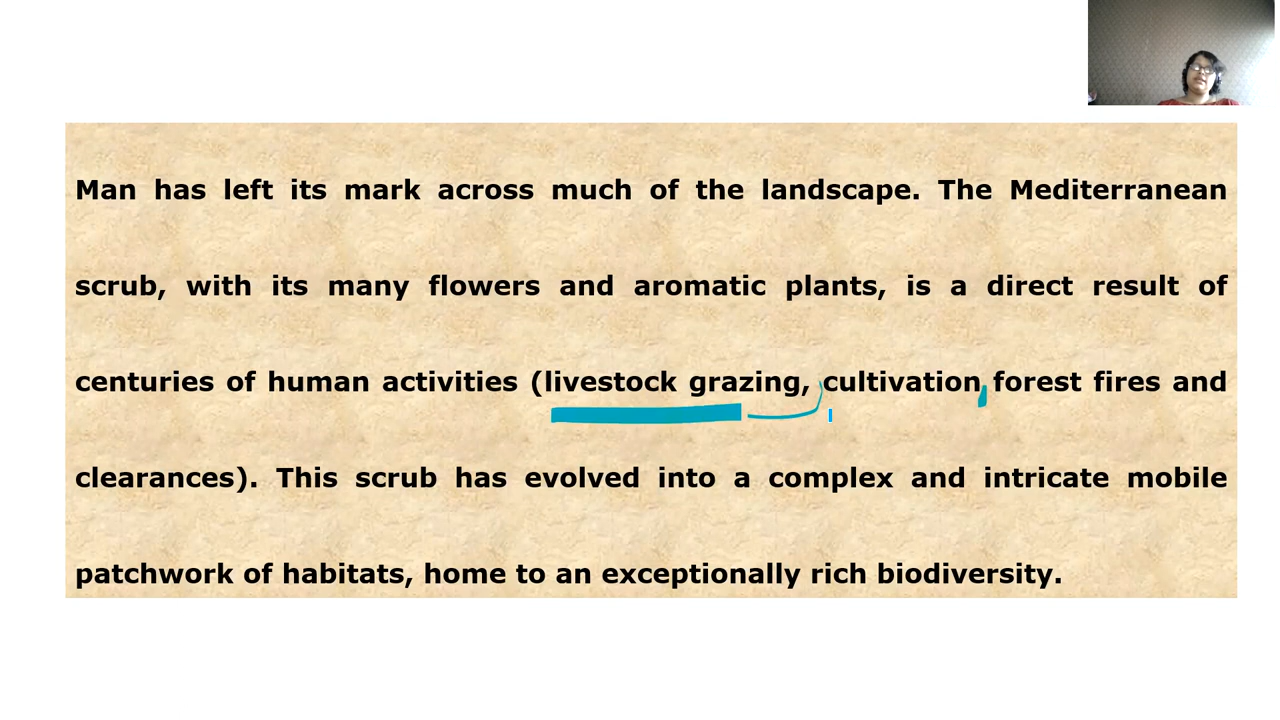 Man has left its mark across much of the landscape. The Mediterranean
scrub, with its many flowers and aromatic plants, is a direct result of
centuries of human activities (livestock grazing, cultivation, forest fires and
clearances). This scrub has evolved into a complex and intricate mobile
patchwork of habitats, home to an exceptionally rich biodiversity.